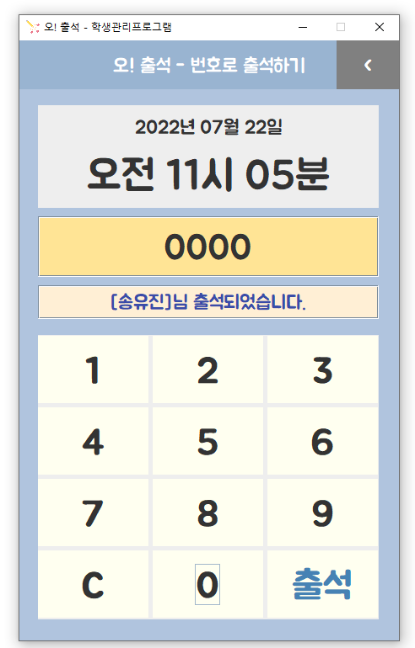 오! 출석 - 학생관리프로그램
오! 출석 - 번호로 출석하기
2022년 07월 22일
오전 11시 05분
0000
[송유진]님 출석되었습니다.
1 2 3
4 5 6
7 8 9
C 0 출석